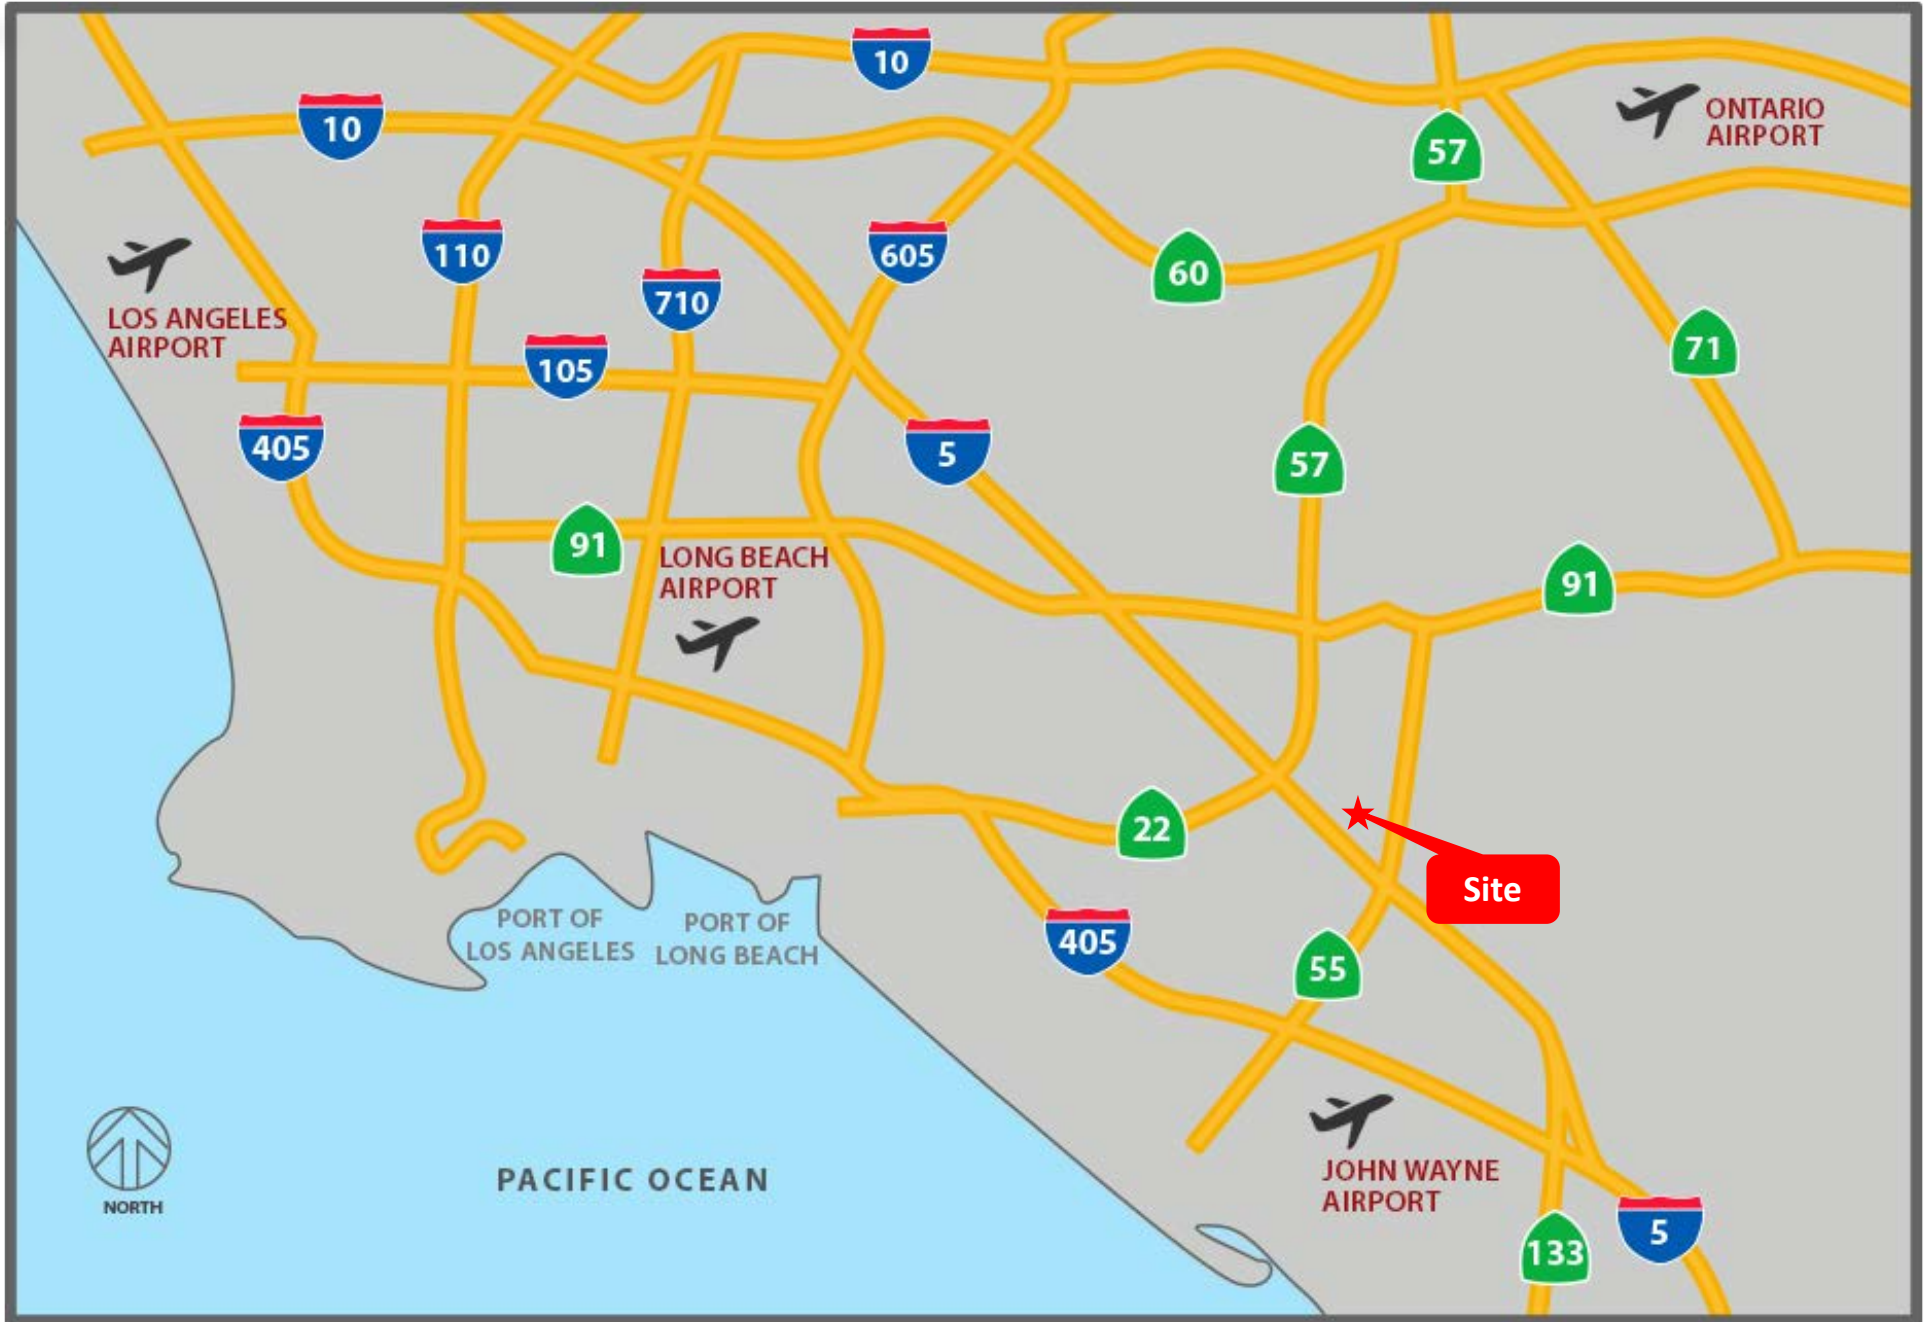 10
10
ONTARIO
AIRPORT
57
110
605
60
710
LOS ANGELES
AIRPORT
71
105
405
5
57
91
LONG BEACH
AIRPORT
91
22
Site
PORT OF
LOS ANGELES
PORT OF
LONG BEACH
405
55
PACIFIC OCEAN
NORTH
JOHN WAYNE
AIRPORT
5
133